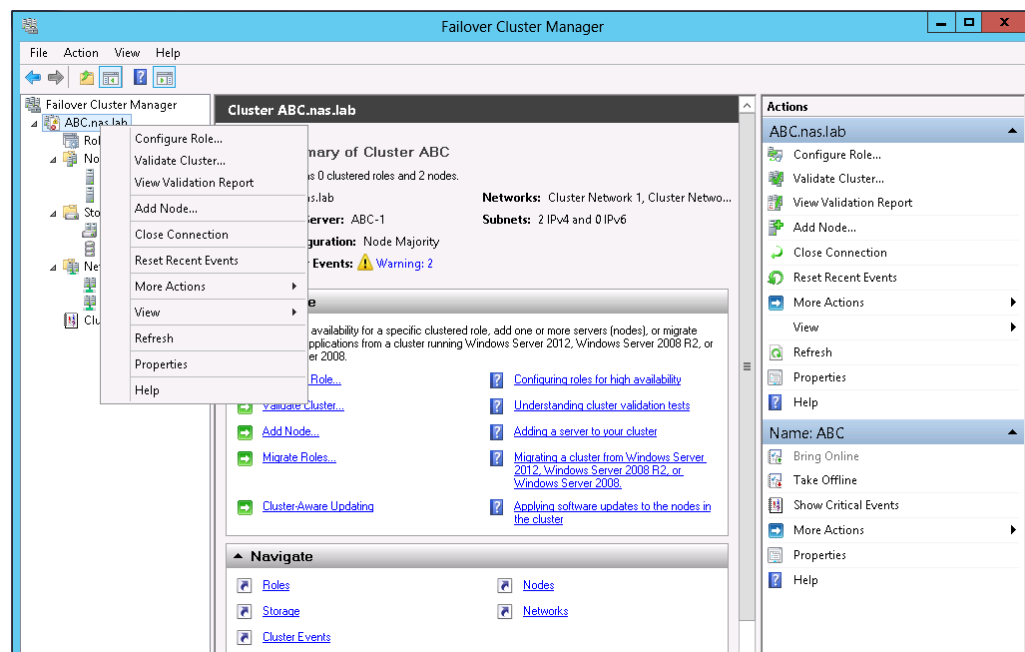 Failover Cluster Manager
File Action View Help
Failover Cluster Manager
ABC.nas.lab
Rol
No
Sto
Ne
Clu
Configure Role...
Validate Cluster...
View Validation Report
Add Node...
Close Connection
Reset Recent Events
More Actions
View
Refresh
Properties
Help
Cluster ABC.nas.lab
mary of Cluster ABC
s 0 clustered roles and 2 nodes.
s.lab
Networks: Cluster Network 1, Cluster Netwo...
Server: ABC-1
Subnets: 2 IPv4 and 0 IPv6
guration: Node Majority
Events: Warning: 2
e
availability for a specific clustered role, add one or more servers (nodes), or migrate
pplications from a cluster running Windows Server 2012, Windows Server 2008 R2, or
er 2008.
Role...
Configuring roles for high availability
Validate Cluster...
Understanding cluster validation tests
Add Node...
Adding a server to your cluster
Migrate Roles...
Migrating a cluster from Windows Server
2012, Windows Server 2008 R2, or
Windows Server 2008.
Cluster-Aware Updating
Applying software updates to the nodes in
the cluster
Navigate
Roles
Nodes
Storage
Networks
Cluster Events
Actions
ABC.nas.lab
Configure Role...
Validate Cluster...
View Validation Report
Add Node...
Close Connection
Reset Recent Events
More Actions
View
Refresh
Properties
Help
Name: ABC
Bring Online
Take Offline
Show Critical Events
More Actions
Properties
Help